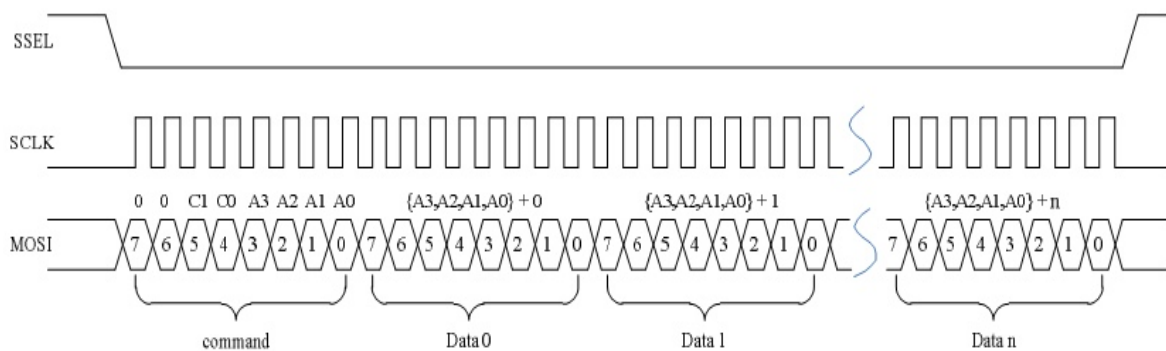 SSEL
SCLK
0 0 C1 C0 A3 A2 A1 A0 {A3,A2,A1,A0} + 0 {A3,A2,A1,A0} + 1 {A3,A2,A1,A0} + n
MOSI 7 6 5 4 3 2 1 0 7 6 5 4 3 2 1 0 7 6 5 4 3 2 1 0 7 6 5 4 3 2 1 0
command Data 0 Data 1 Data n